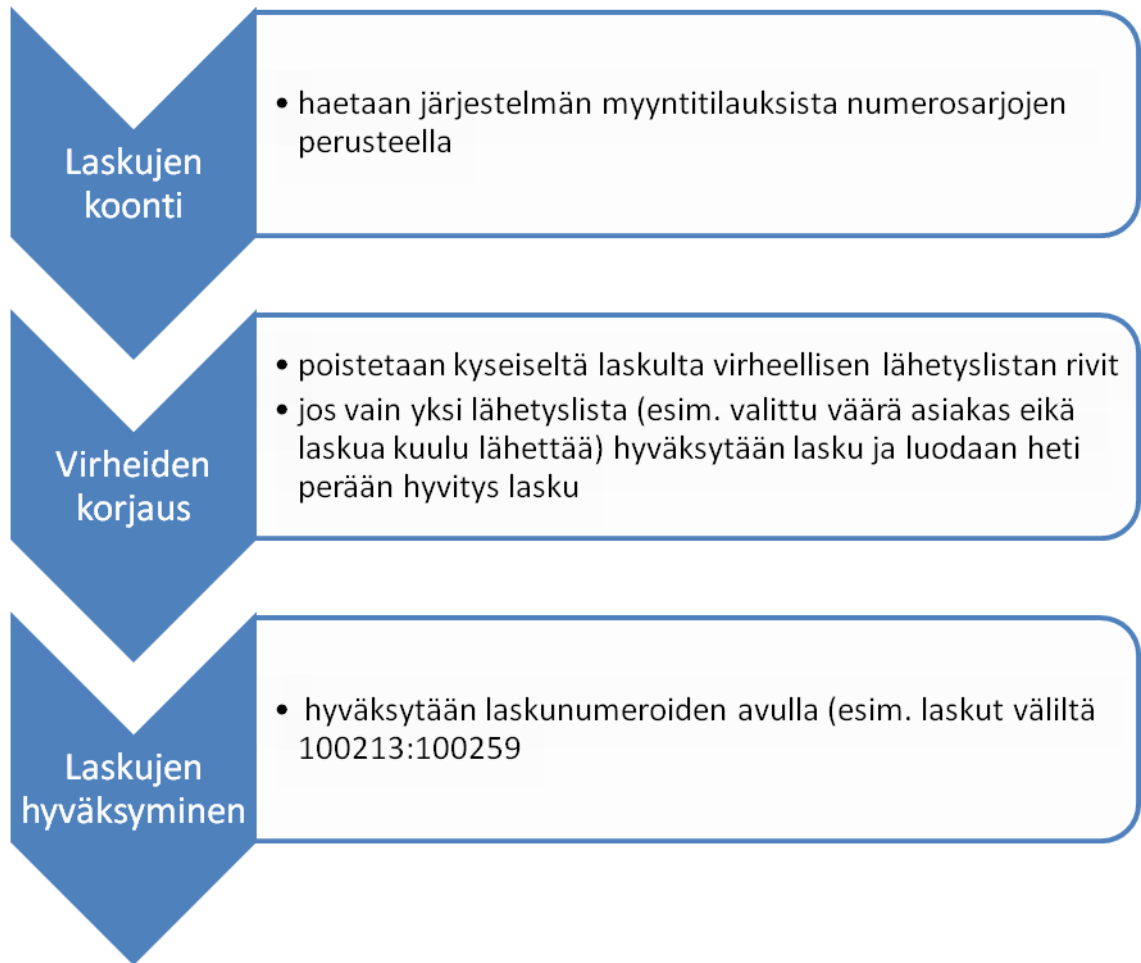 Laskujen
koonti
• haetaan järjestelmän myyntitilauksista numerosarjojen
perusteella
Virheiden
korjaus
• poistetaan kyseiseltä laskulta virheellisen lähetyslistan rivit
• jos vain yksi lähetyslista (esim. valittu väärä asiakas eikä
laskua kuulu lähettää) hyväksytään lasku ja luodaan heti
perään hyvitys lasku
Laskujen
hyväksyminen
• hyväksytään laskunumeroiden avulla (esim. laskut väliltä
100213:100259